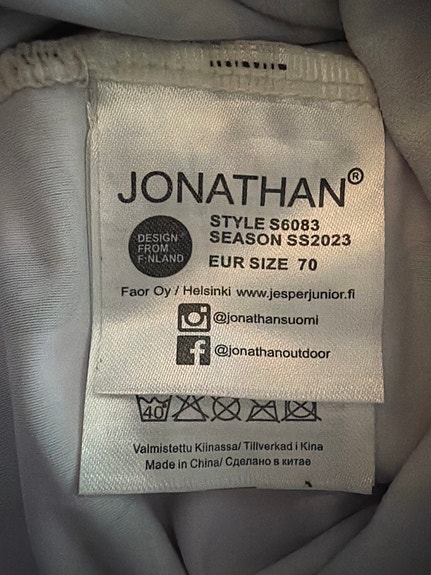 JONATHAN®
DESIGN
FROM
F:NLAND
STYLE S6083
SEASON SS2023
EUR SIZE 70
Faor Oy / Helsinki www.jesperjunior.fi
@jonathansuomi
f @jonathanoutdoor
40
Valmistettu Kiinassa/ Tillverkad i Kina
Made in China/ Сделано в китае